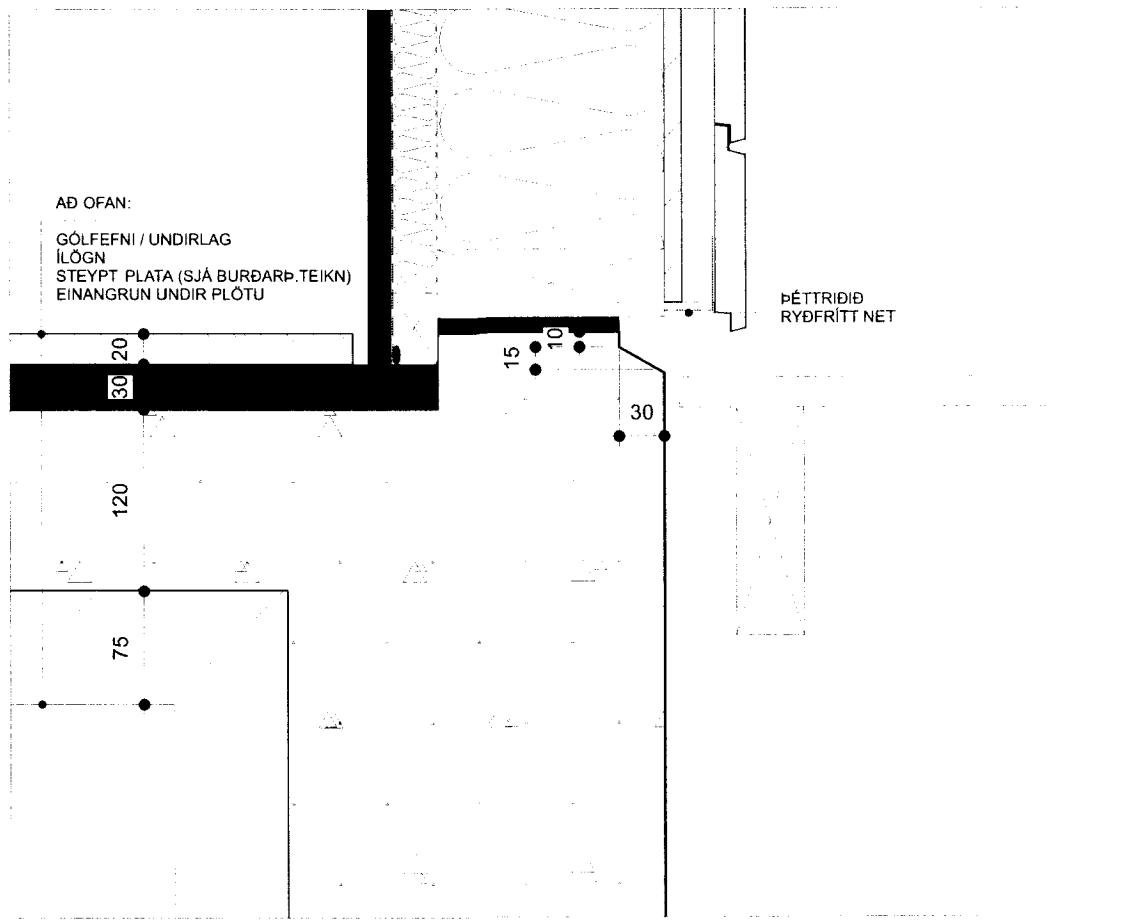 AÐ OFAN:
GÓLFEFNI / UNDIRLAG
ÍLÖGN
STEYPT PLATA (SJÁ BURÐARÞ.TEIKN)
EINANGRUN UNDIR PLÖTU
ÞÉTTRIÐIÐ
RYÐFRÍTT NET
20
30
10
15
30
120
75